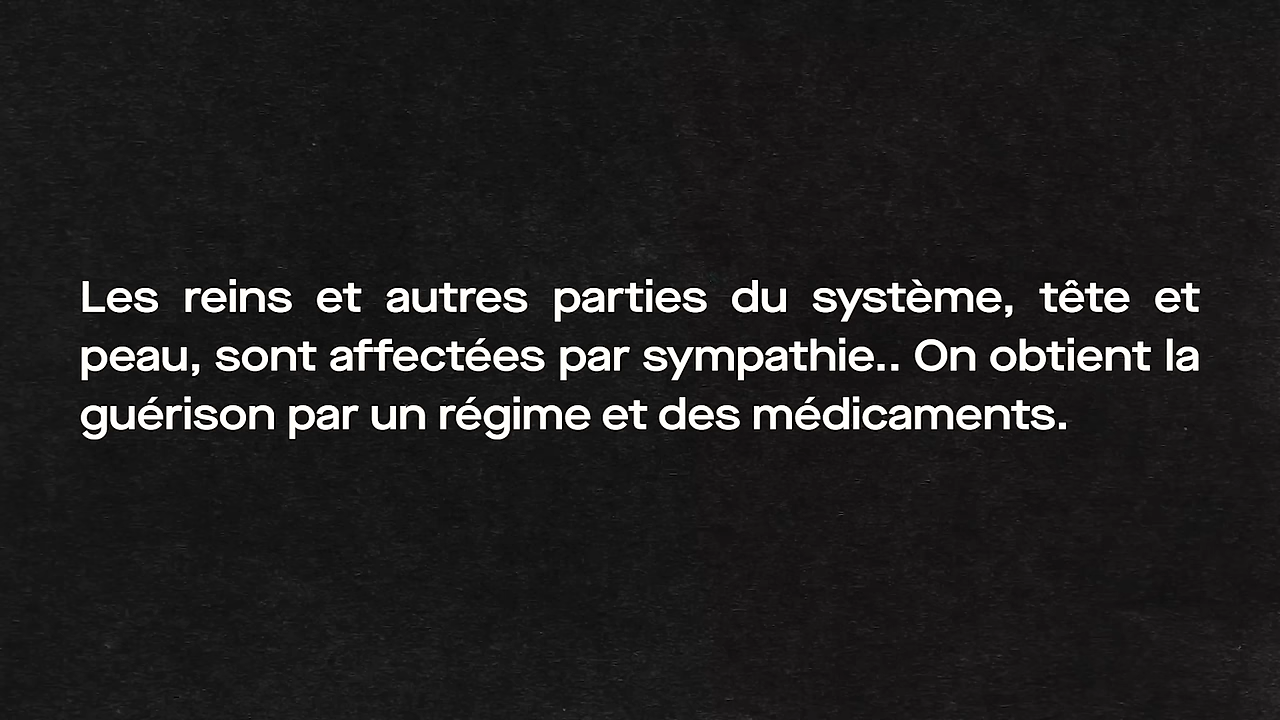 Les reins et autres parties du système, tête et
peau, sont affectées par sympathie.. On obtient la
guérison par un régime et des médicaments.